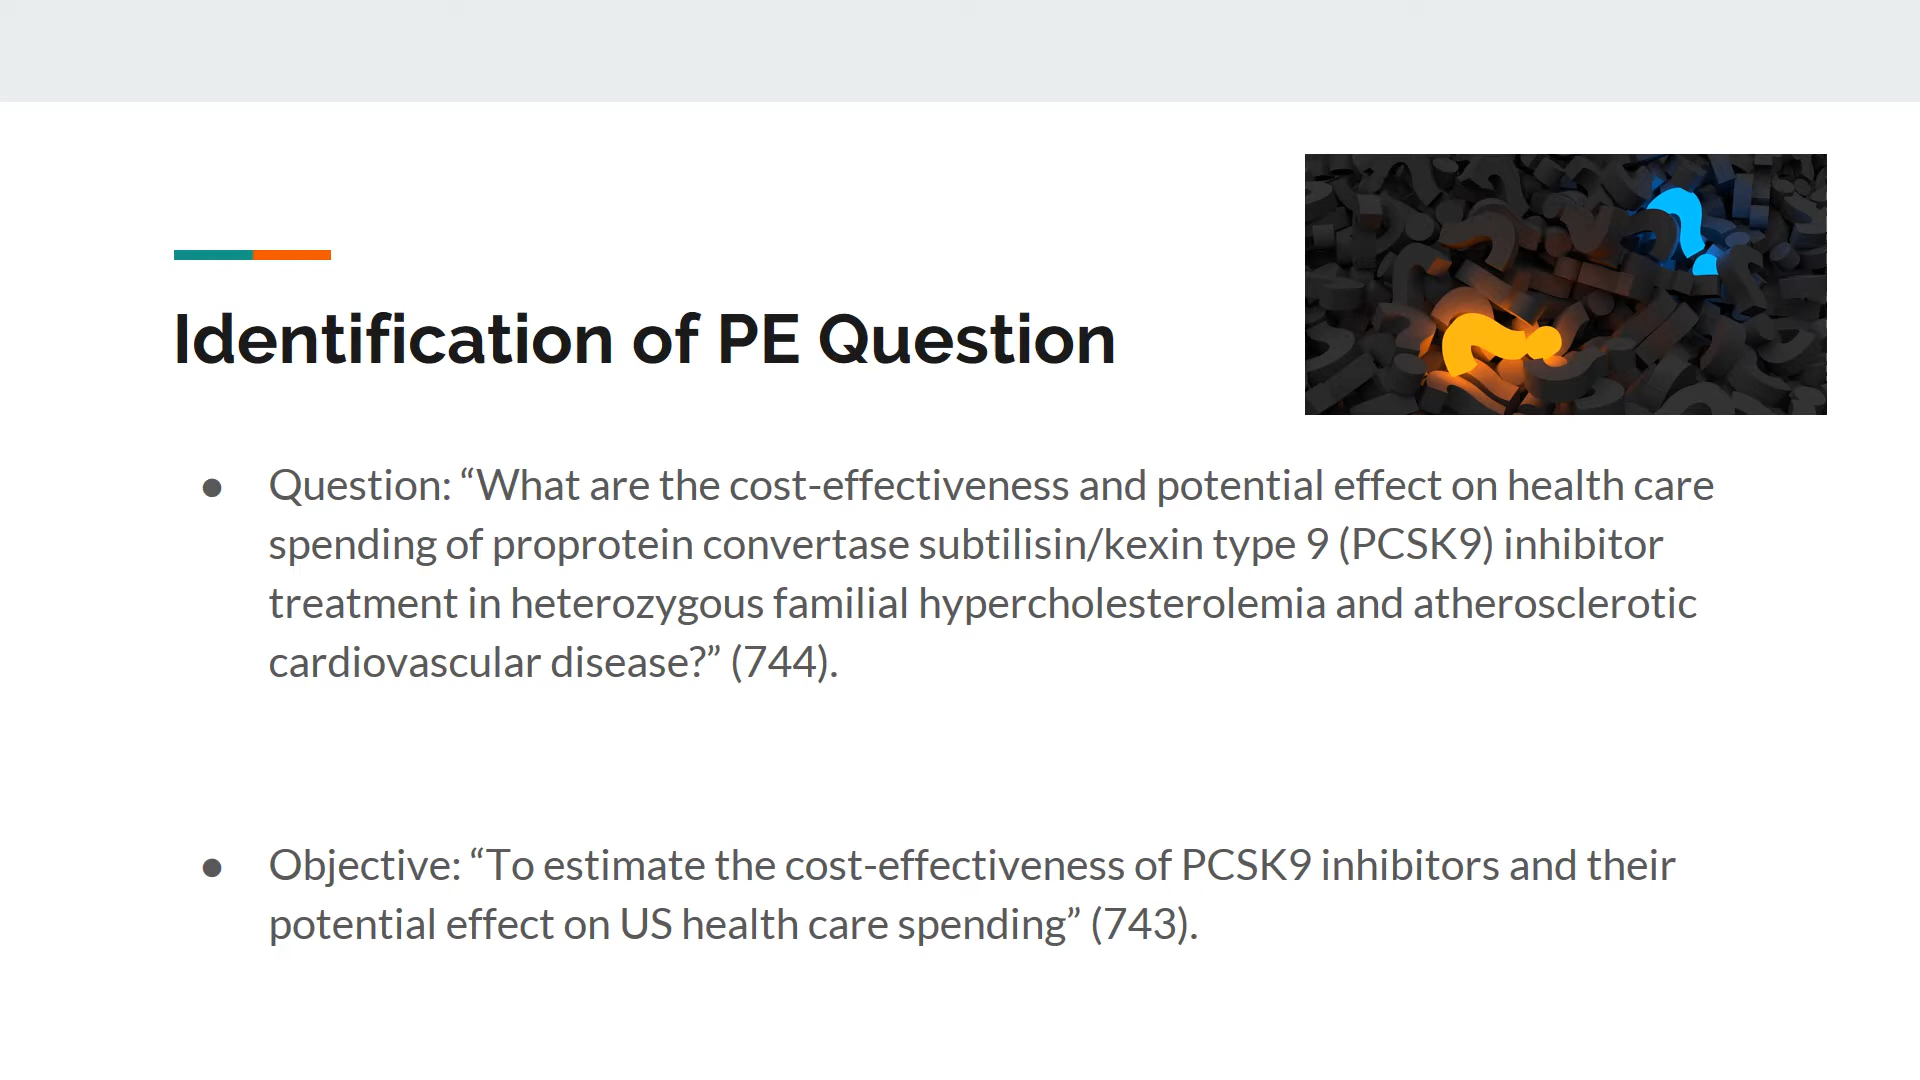 Identification of PE Question
● Question: “What are the cost-effectiveness and potential effect on health care
spending of proprotein convertase subtilisin/kexin type 9 (PCSK9) inhibitor
treatment in heterozygous familial hypercholesterolemia and atherosclerotic
cardiovascular disease?” (744).
● Objective: “To estimate the cost-effectiveness of PCSK9 inhibitors and their
potential effect on US health care spending” (743).